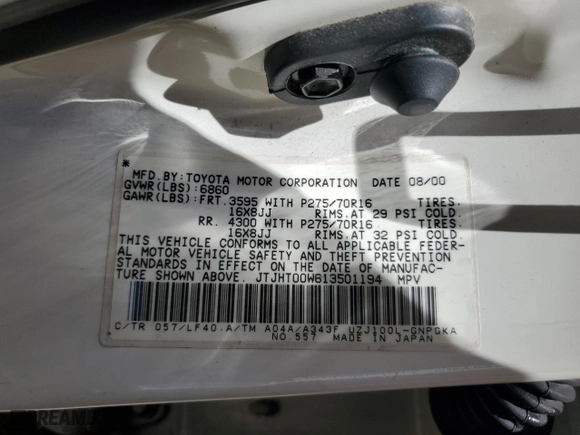 *
MFD. BY: TOYOTA MOTOR CORPORATION DATE 08/00
GVWR(LBS):6860
GAWR(LBS):FRT. 3595 WITH P275/70R16 TIRES.
16X8JJ RIMS.AT 29 PSI COLD.
RR. 4300 WITH P275/70R16 TIRES.
16X8JJ RIMS.AT 32 PSI COLD.
THIS VEHICLE CONFORMS TO ALL APPLICABLE FEDER-
AL MOTOR VEHICLE SAFETY AND THEFT PREVENTION
STANDARDS IN EFFECT ON THE DATE OF MANUFAC-
TURE SHOWN ABOVE. JTJHT00W613501194 MPV
C/TR 057/LF40.A/TM A04A/A343F UZJ100L-GNPGKA
NO.557 MADE IN JAPAN